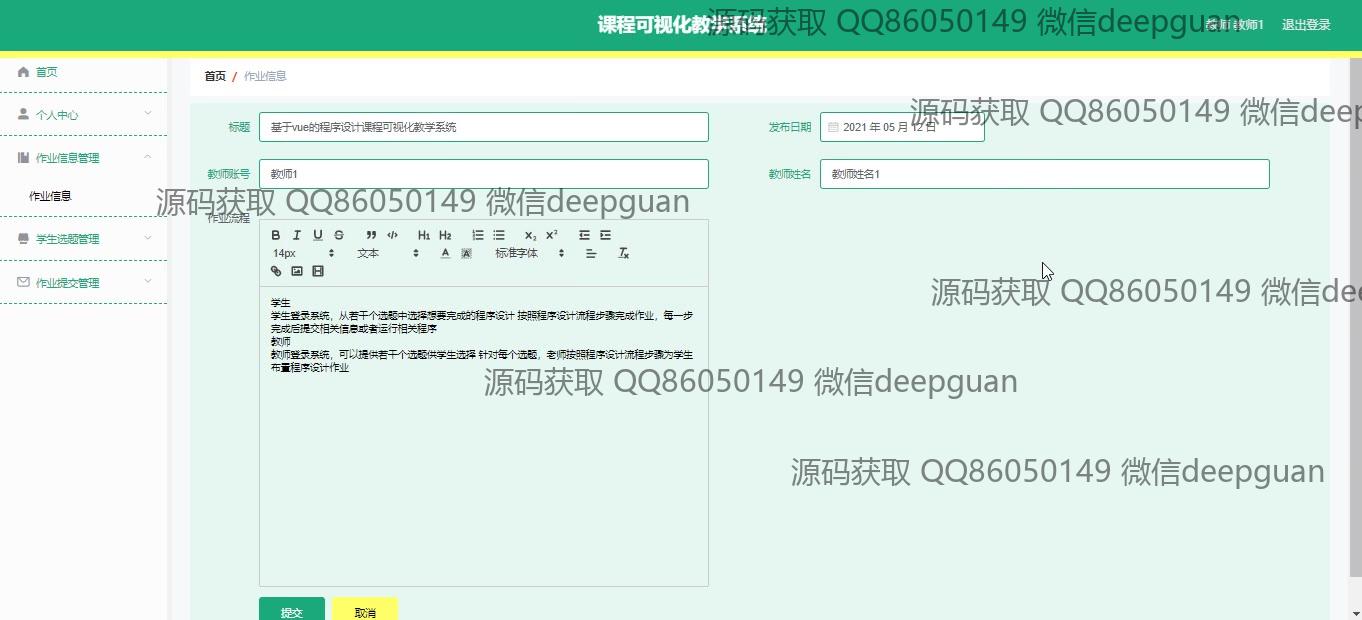 课程可视化教学系统
源码获取 QQ86050149 微信deepguan
教师 教师1
退出登录
首页
个人中心
作业信息管理
作业信息
学生选题管理
作业提交管理
首页 / 作业信息
源码获取 QQ86050149 微信deep
标题
基于vue的程序设计课程可视化教学系统
发布日期
2021 年 05 月 12 日
教师账号
教师1
教师姓名
教师姓名1
源码获取 QQ86050149 微信deepguan
作业流程
B I U S ” </> H1 H2 X2 X2
14px 文本 A A 标准字体 Tx
源码获取 QQ86050149 微信dee
学生
学生登录系统，从若干个选题中选择想要完成的程序设计 按照程序设计流程步骤完成作业，每一步
完成后提交相关信息或者运行相关程序
教师
教师登录系统，可以提供若干个选题供学生选择 针对每个选题，老师按照程序设计流程步骤为学生
布置程序设计作业
源码获取 QQ86050149 微信deepguan
源码获取 QQ86050149 微信deepguan
提交
取消